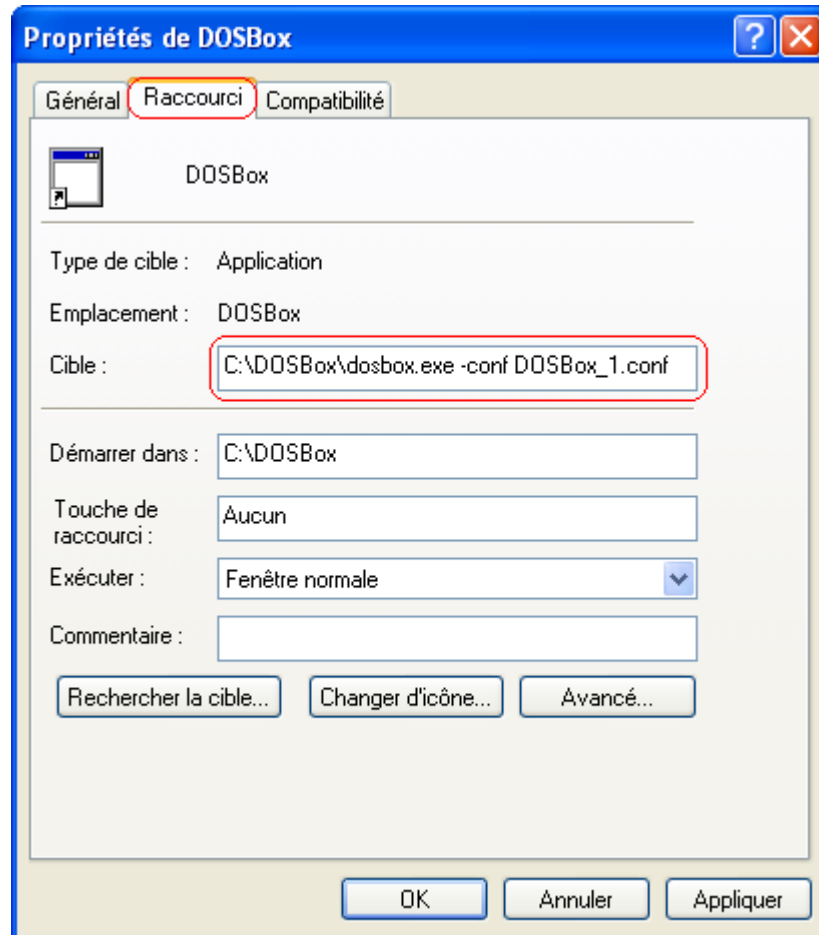 Propriétés de DOSBox
Général Raccourci Compatibilité
DOSBox
Type de cible : Application
Emplacement : DOSBox
Cible : C:\DOSBox\dosbox.exe -conf DOSBox_1.conf
Démarrer dans : C:\DOSBox
Touche de
raccourci : Aucun
Exécuter : Fenêtre normale
Commentaire :
Rechercher la cible... Changer d'icône... Avancé...
OK Annuler Appliquer